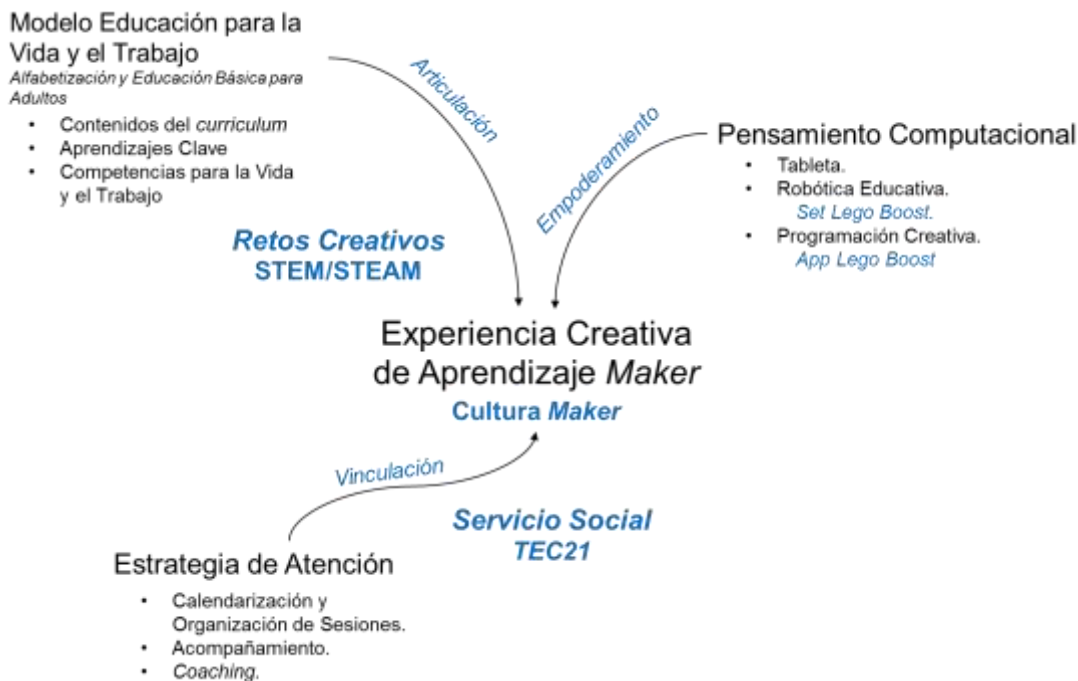 Modelo Educación para la
Vida y el Trabajo
Alfabetización y Educación Básica para
Adultos
• Contenidos del curriculum
• Aprendizajes Clave
• Competencias para la Vida
y el Trabajo
Articulación
Empoderamiento
Pensamiento Computacional
• Tableta.
• Robótica Educativa.
Set Lego Boost.
• Programación Creativa.
App Lego Boost
Retos Creativos
STEM/STEAM
Experiencia Creativa
de Aprendizaje Maker
Cultura Maker
Vinculación
Servicio Social
TEC21
Estrategia de Atención
• Calendarización y
Organización de Sesiones.
• Acompañamiento.
• Coaching.